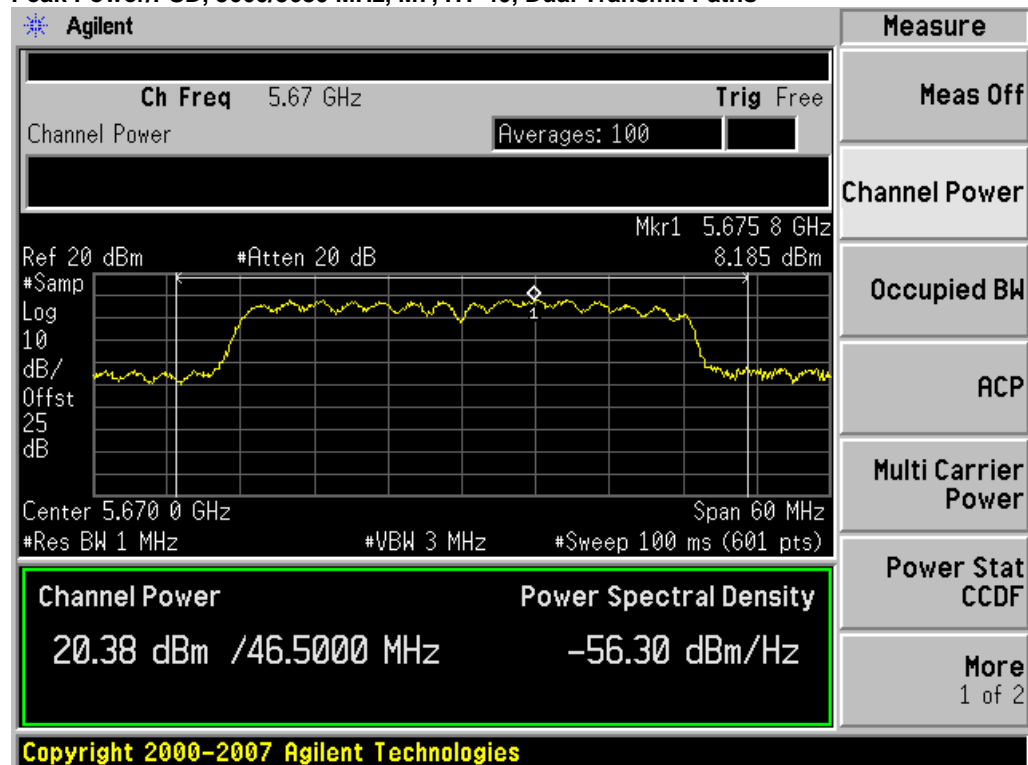 Agilent
Measure
Ch Freq 5.67 GHz Trig Free
Channel Power Averages: 100
Mkr1 5.675 8 GHz
Ref 20 dBm #Atten 20 dB 8.185 dBm
#Samp
Log
10
dB/
Offst
25
dB
1
Center 5.670 0 GHz Span 60 MHz
#Res BW 1 MHz #VBW 3 MHz #Sweep 100 ms (601 pts)
Channel Power Power Spectral Density
20.38 dBm /46.5000 MHz -56.30 dBm/Hz
Meas Off
Channel Power
Occupied BW
ACP
Multi Carrier
Power
Power Stat
CCDF
More
1 of 2
Copyright 2000-2007 Agilent Technologies